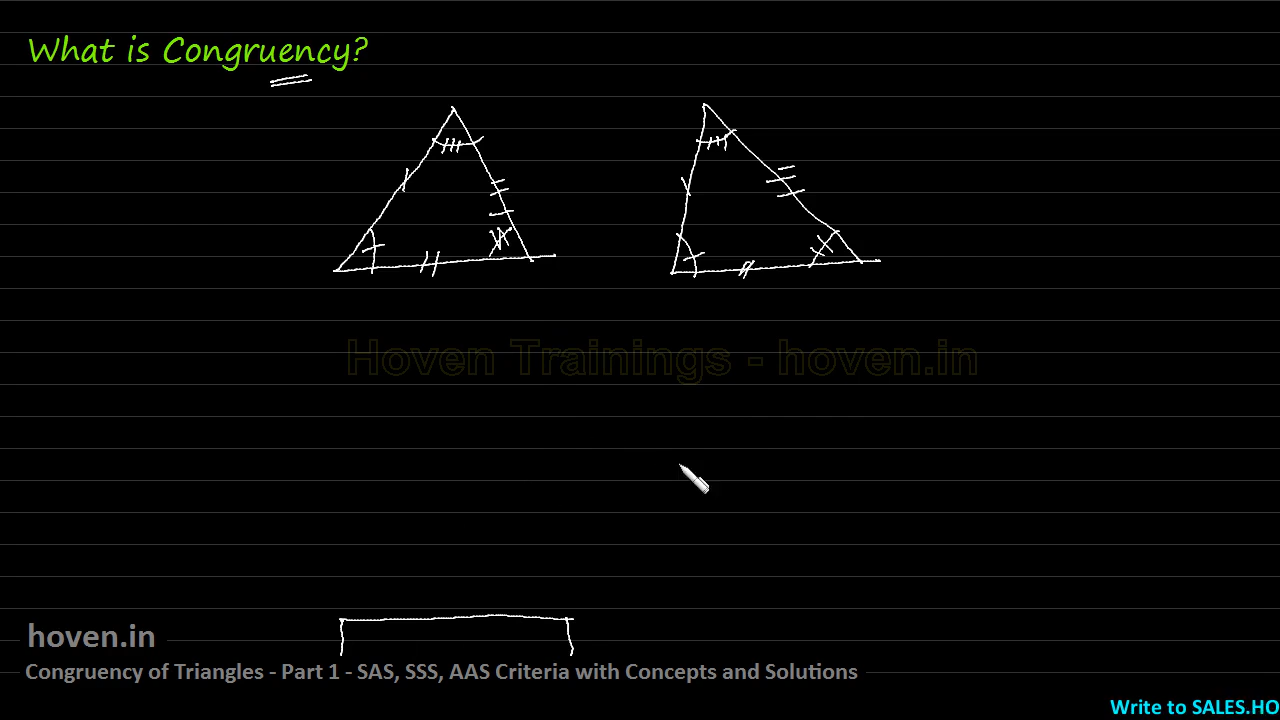 What is Congruency?
Hoven Trainings - hoven.in
hoven.in
Congruency of Triangles - Part 1 - SAS, SSS, AAS Criteria with Concepts and Solutions
Write to SALES.HO